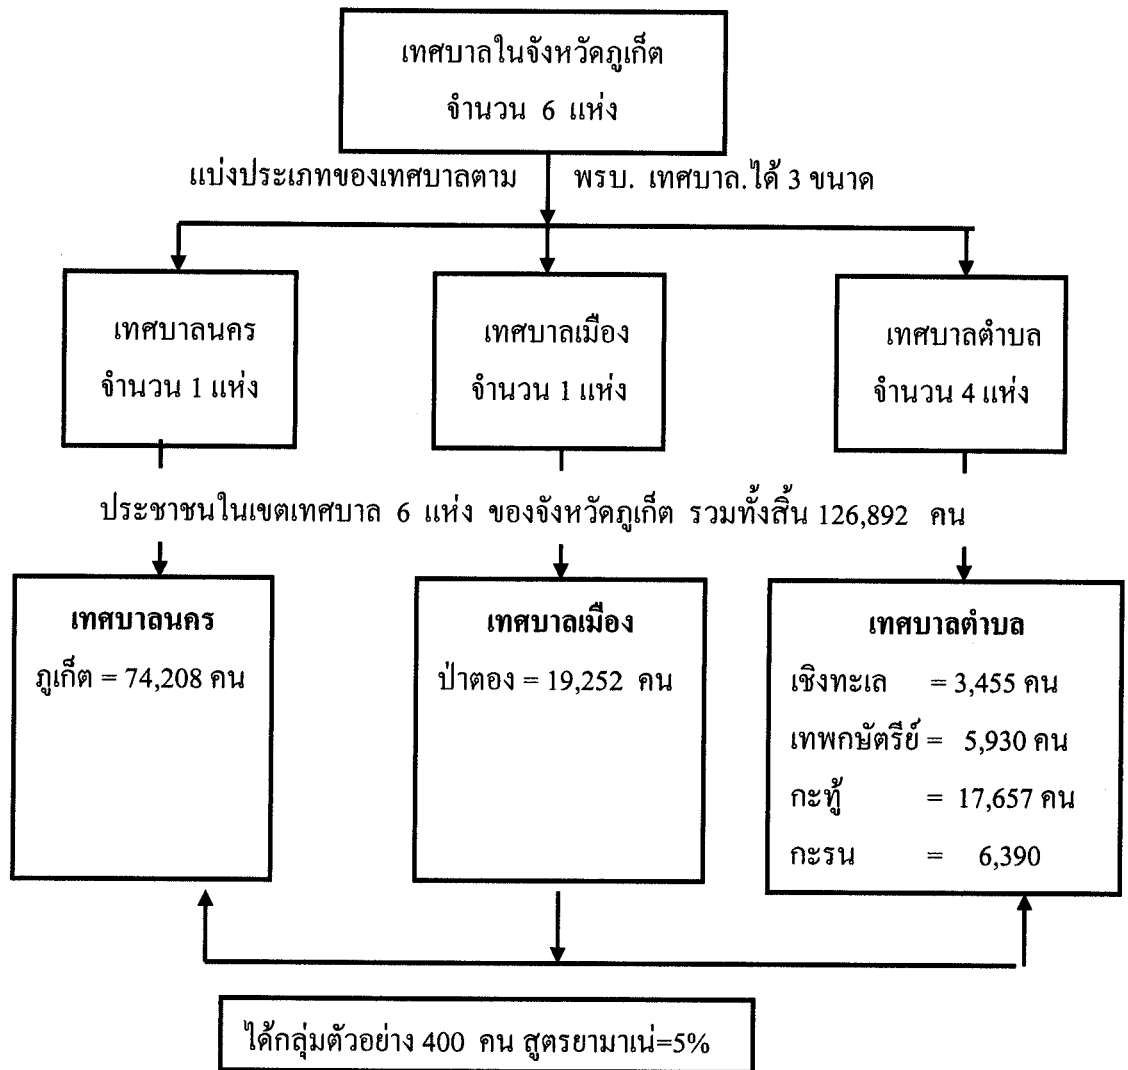 เทศบาลในจังหวัดภูเก็ต
จำนวน 6 แห่ง
แบ่งประเภทของเทศบาลตาม พรบ. เทศบาล.ได้ 3 ขนาด
เทศบาลนคร
จำนวน 1 แห่ง
เทศบาลเมือง
จำนวน 1 แห่ง
เทศบาลตำบล
จำนวน 4 แห่ง
ประชาชนในเขตเทศบาล 6 แห่ง ของจังหวัดภูเก็ต รวมทั้งสิ้น 126,892 คน
เทศบาลนคร
ภูเก็ต = 74,208 คน
เทศบาลเมือง
ป่าตอง = 19,252 คน
เทศบาลตำบล
เชิงทะเล = 3,455 คน
เทพกษัตรีย์ = 5,930 คน
กะทู้ = 17,657 คน
กะรน = 6,390
ได้กลุ่มตัวอย่าง 400 คน สูตรยามาเน่=5%